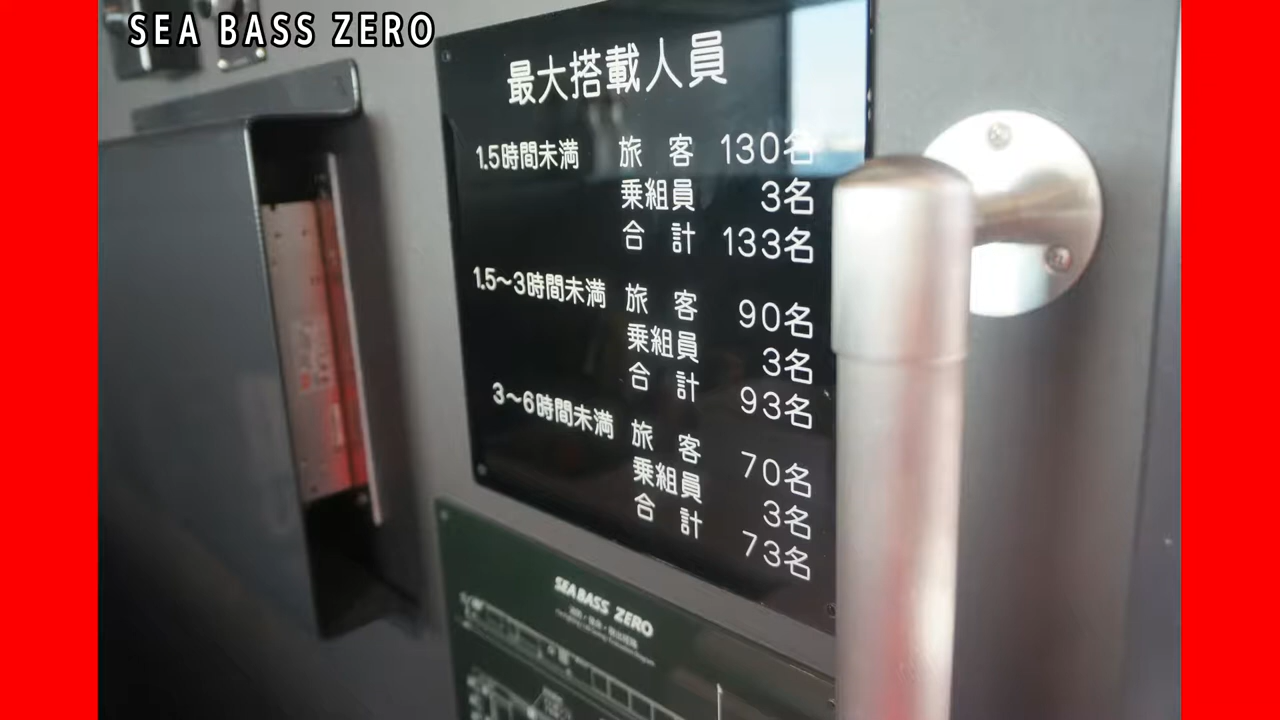 SEA BASS ZERO
最大搭載人員
1.5時間未満 旅 客 130名
乗組員 3名
合 計 133名
1.5〜3時間未満 旅 客 90名
乗組員 3名
合 計 93名
3〜6時間未満 旅 客 70名
乗組員 3名
合 計 73名
SEABASS ZERO